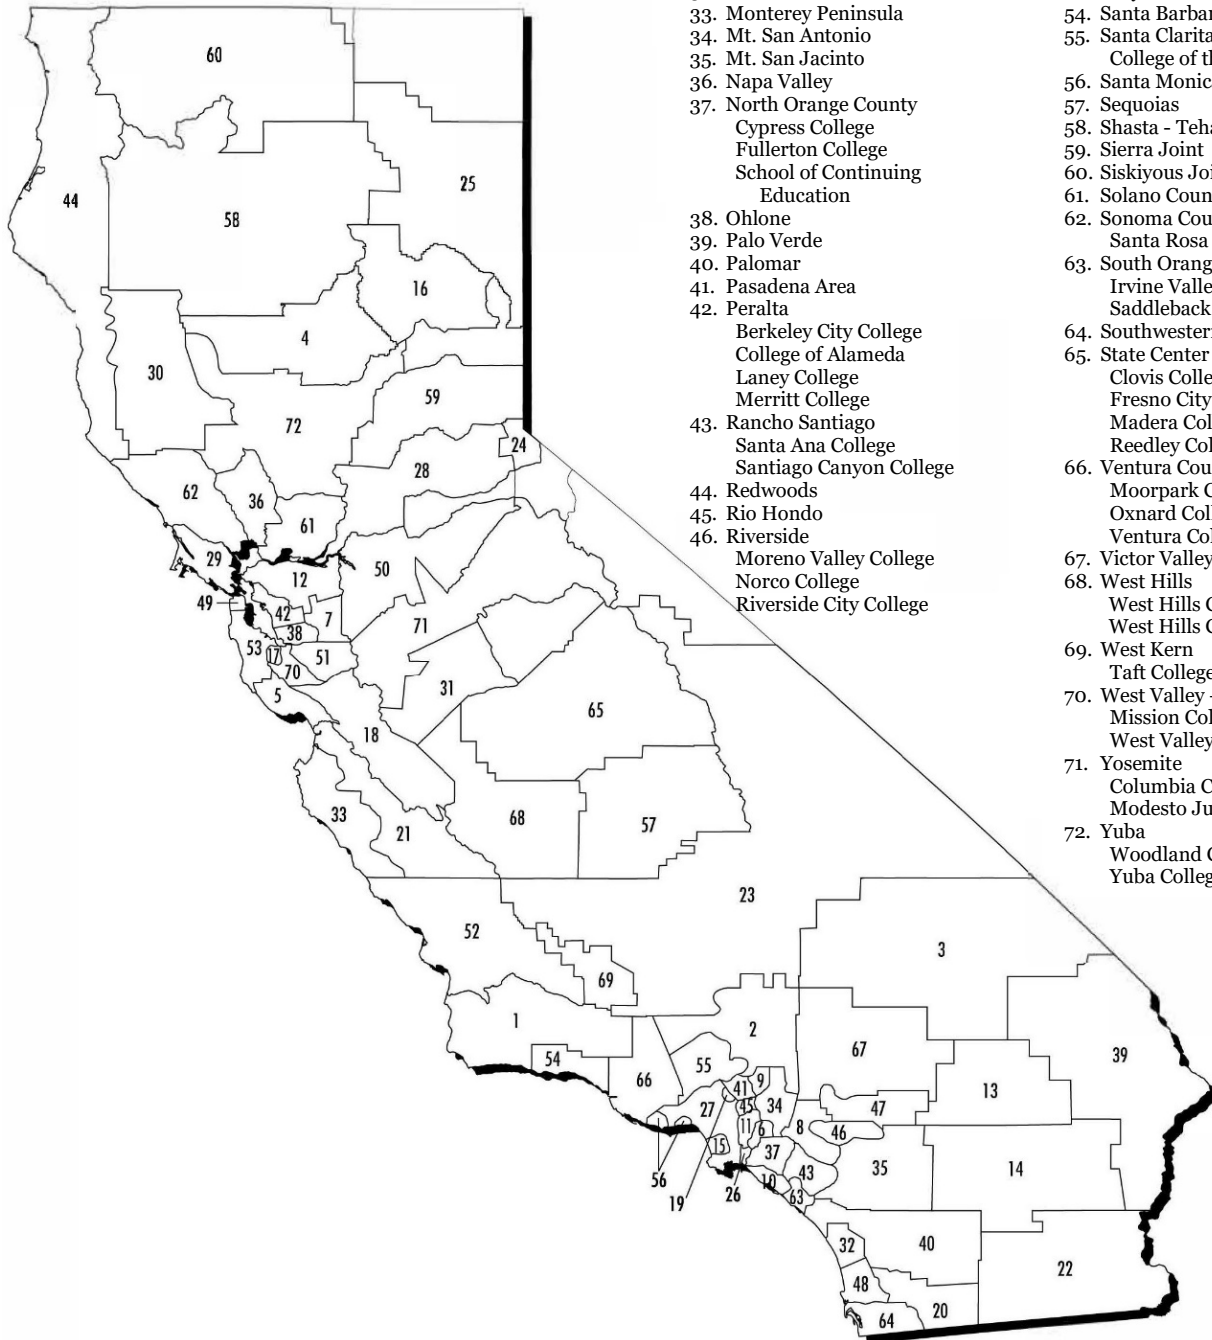 33. Monterey Peninsula
34. Mt. San Antonio
35. Mt. San Jacinto
36. Napa Valley
37. North Orange County
Cypress College
Fullerton College
School of Continuing
Education
38. Ohlone
39. Palo Verde
40. Palomar
41. Pasadena Area
42. Peralta
Berkeley City College
College of Alameda
Laney College
Merritt College
43. Rancho Santiago
Santa Ana College
Santiago Canyon College
44. Redwoods
45. Rio Hondo
46. Riverside
Moreno Valley College
Norco College
Riverside City College
54. Santa Barbar
55. Santa Clarita
College of th
56. Santa Monic
57. Sequoias
58. Shasta - Teha
59. Sierra Joint
60. Siskiyous Joi
61. Solano Coun
62. Sonoma Cou
Santa Rosa
63. South Orang
Irvine Valle
Saddleback
64. Southwestern
65. State Center
Clovis Colle
Fresno City
Madera Col
Reedley Col
66. Ventura Cou
Moorpark C
Oxnard Coll
Ventura Col
67. Victor Valley
68. West Hills
West Hills C
West Hills C
69. West Kern
Taft College
70. West Valley -
Mission Col
West Valley
71. Yosemite
Columbia C
Modesto Ju
72. Yuba
Woodland C
Yuba Colleg
60
44
58
25
16
4
30
59
72
24
28
62
36
61
29
12
50
49
42
7
38
71
53
17
51
70
5
31
65
18
33
21
68
57
23
52
3
69
1
2
67
39
54
55
66
41
9
13
27
45
34
47
11
6
8
46
15
37
35
14
43
56
10
19
26
63
32
40
22
48
20
64